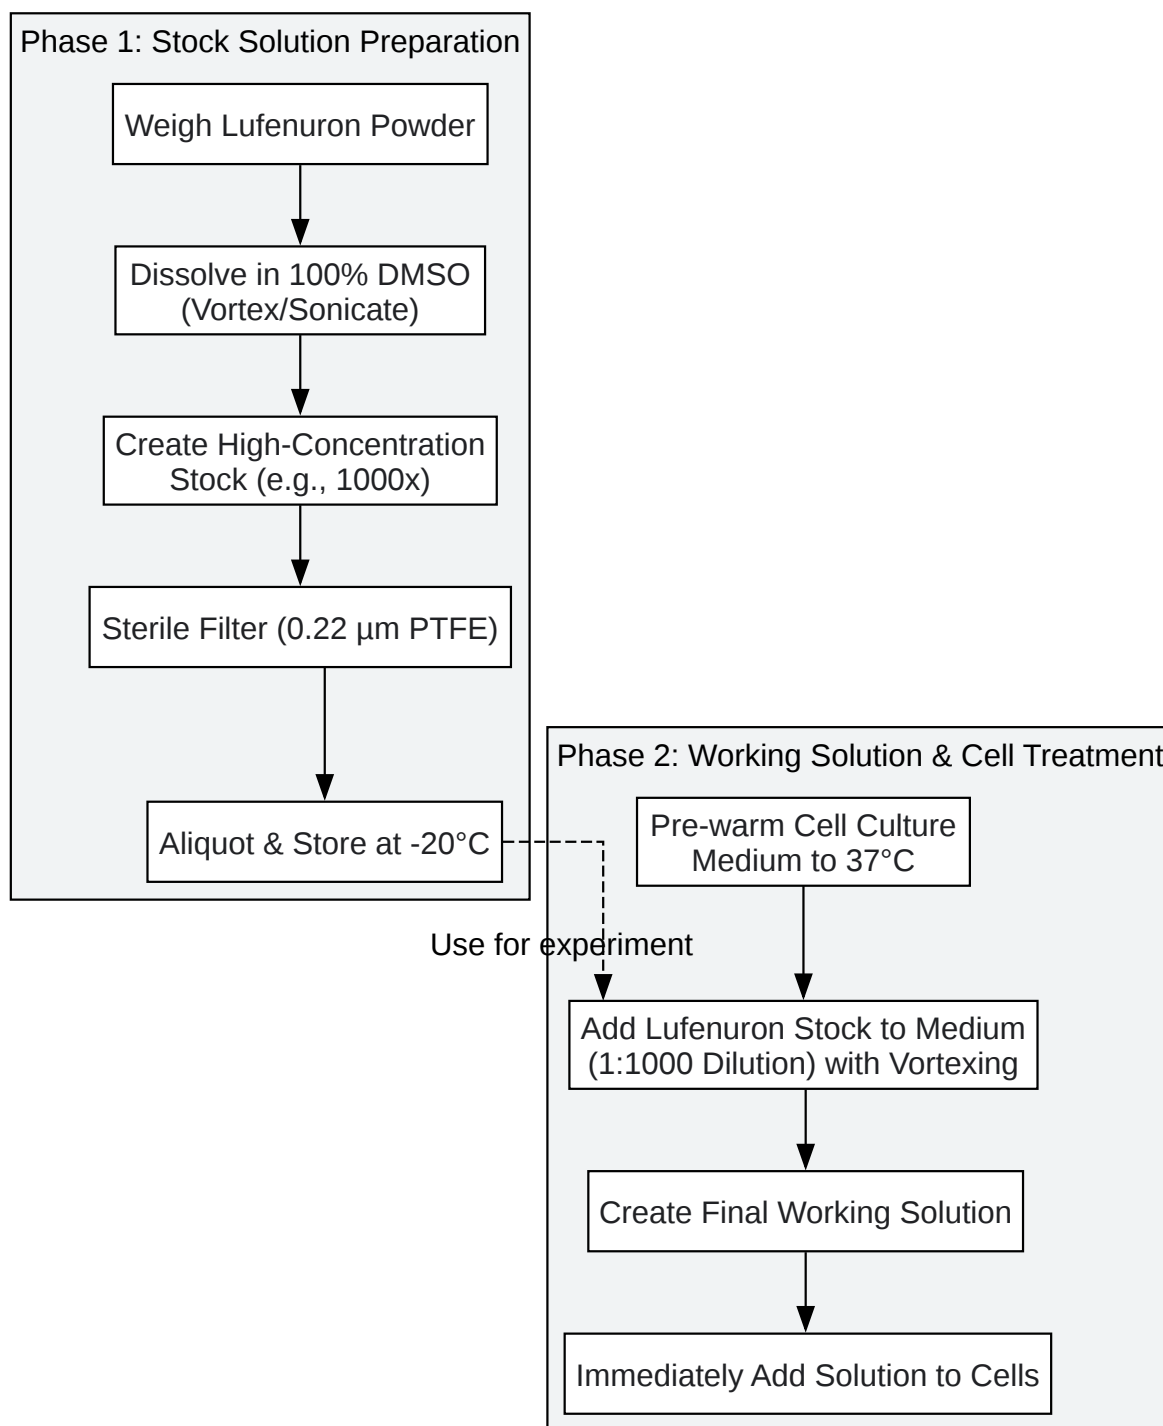 Phase 1: Stock Solution Preparation
Weigh Lufenuron Powder
Dissolve in 100% DMSO
(Vortex/Sonicate)
Create High-Concentration
Stock (e.g., 1000x)
Sterile Filter (0.22 µm PTFE)
Aliquot & Store at -20°C
Use for experiment
Phase 2: Working Solution & Cell Treatment
Pre-warm Cell Culture
Medium to 37°C
Add Lufenuron Stock to Medium
(1:1000 Dilution) with Vortexing
Create Final Working Solution
Immediately Add Solution to Cells